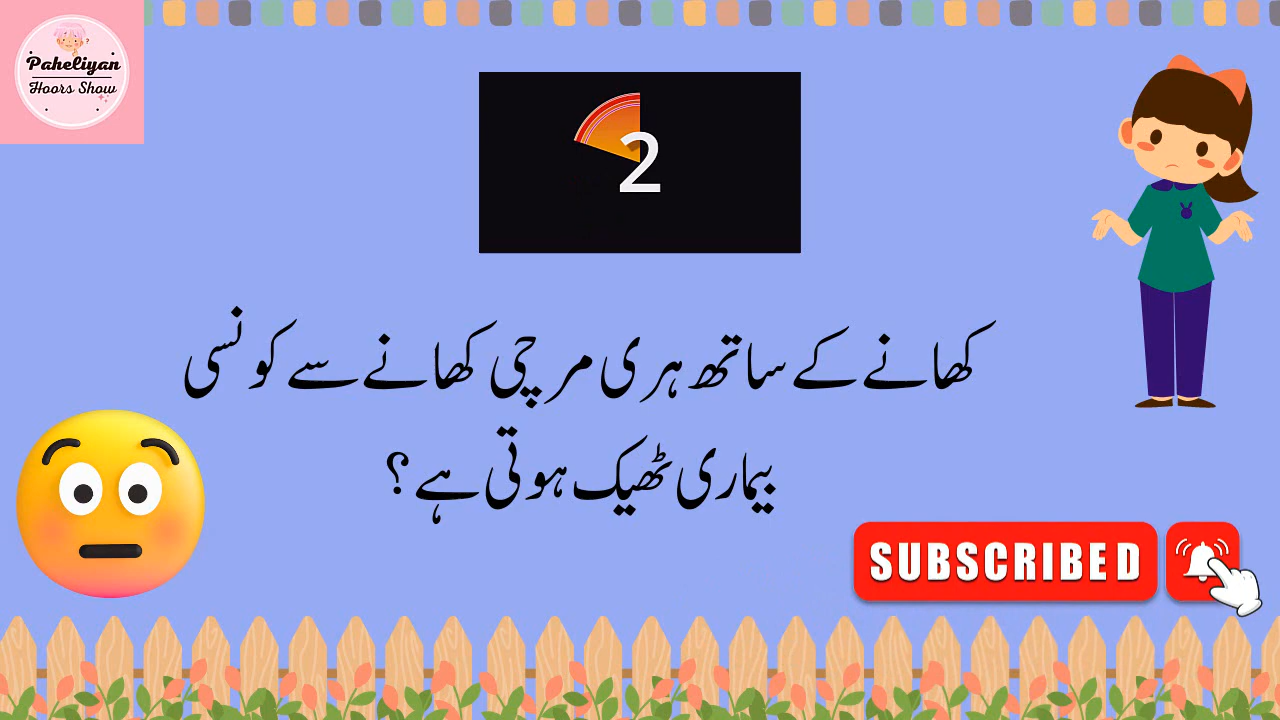 Paheliyan
Hoors Show
2
کھانے کے ساتھ ہری مرچی کھانے سے کونسی
بیماری ٹھیک ہوتی ہے ؟
SUBSCRIBED